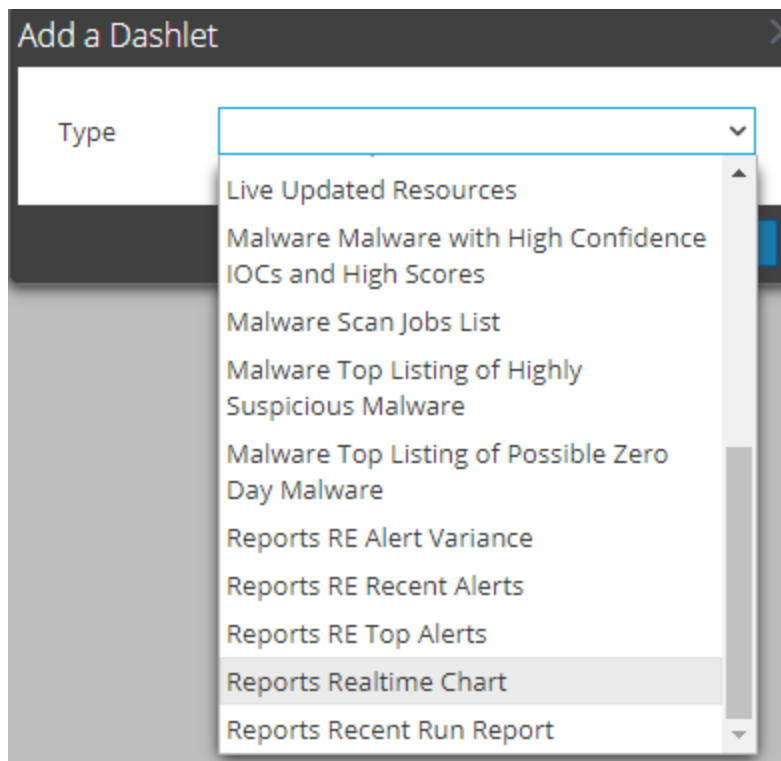 Add a Dashlet
Type
Live Updated Resources
Malware Malware with High Confidence
IOCs and High Scores
Malware Scan Jobs List
Malware Top Listing of Highly
Suspicious Malware
Malware Top Listing of Possible Zero
Day Malware
Reports RE Alert Variance
Reports RE Recent Alerts
Reports RE Top Alerts
Reports Realtime Chart
Reports Recent Run Report